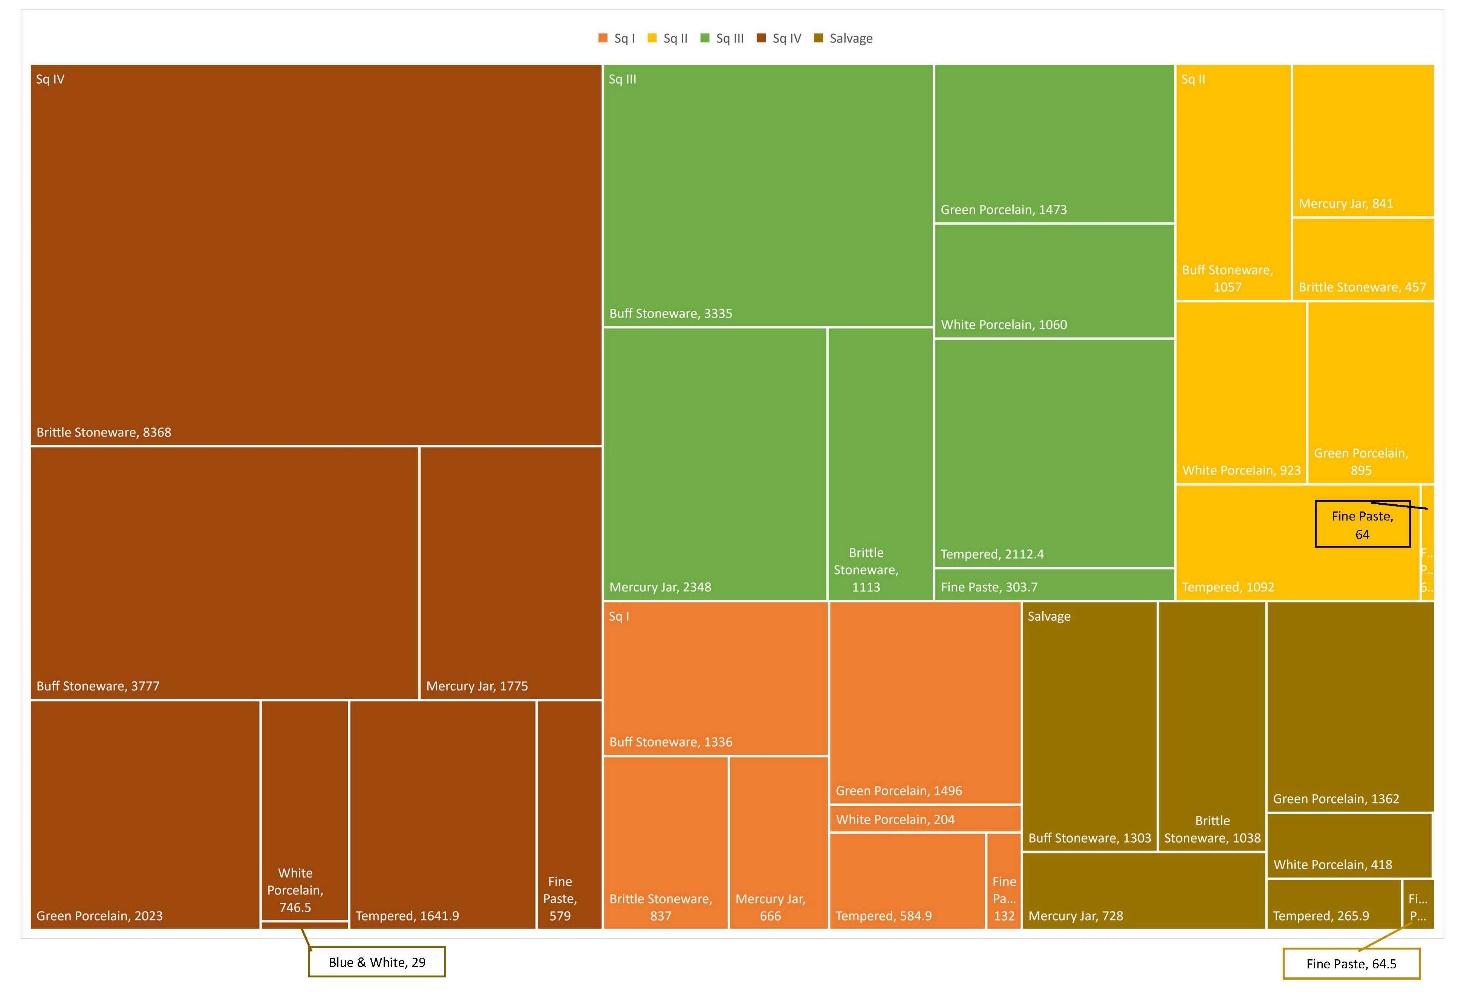 Sq I Sq II Sq III Sq IV Salvage
Sq IV
Brittle Stoneware, 8368
Buff Stoneware, 3777
Mercury Jar, 1775
Green Porcelain, 2023
White
Porcelain,
746.5
Tempered, 1641.9
Fine
Paste,
579
Blue & White, 29
Sq III
Buff Stoneware, 3335
Mercury Jar, 2348
Brittle
Stoneware,
1113
Green Porcelain, 1473
White Porcelain, 1060
Tempered, 2112.4
Fine Paste, 303.7
Sq II
Buff Stoneware,
1057
Mercury Jar, 841
Brittle Stoneware, 457
White Porcelain, 923
Green Porcelain,
895
Tempered, 1092
Fine Paste,
64
F...
P...
6...
Sq I
Buff Stoneware, 1336
Brittle Stoneware,
837
Mercury Jar,
666
Green Porcelain, 1496
White Porcelain, 204
Tempered, 584.9
Fine
Pa...
132
Salvage
Buff Stoneware, 1303
Brittle
Stoneware, 1038
Mercury Jar, 728
Green Porcelain, 1362
White Porcelain, 418
Tempered, 265.9
Fi...
P...
Fine Paste, 64.5